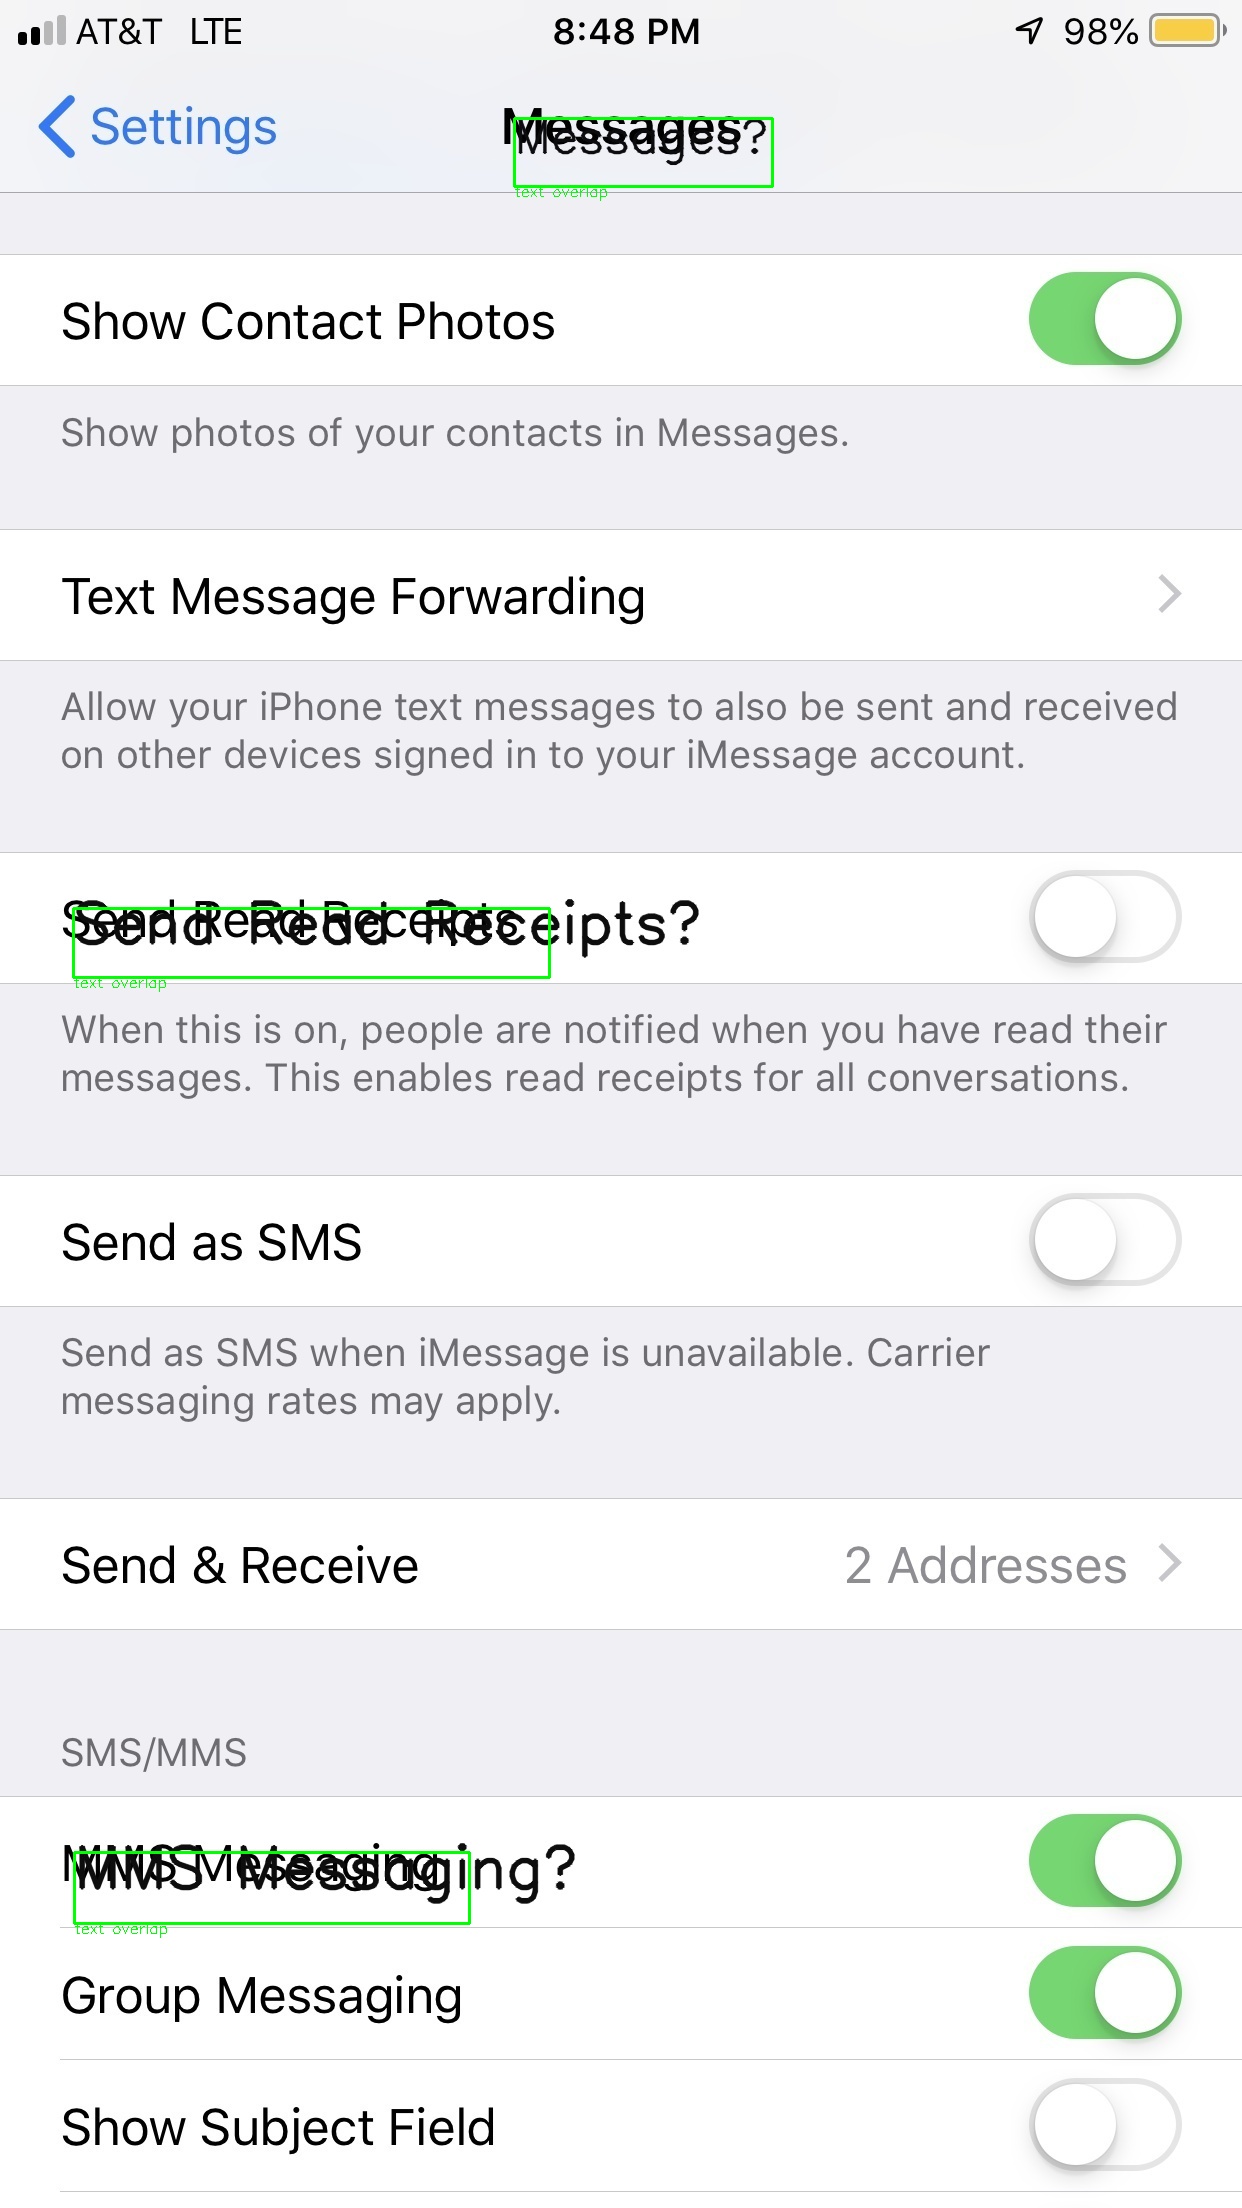 AT&T LTE 8:48 PM 98%
Settings Messages
Messages?
text overlap
Show Contact Photos
Show photos of your contacts in Messages.
Text Message Forwarding
Allow your iPhone text messages to also be sent and received
on other devices signed in to your iMessage account.
Send Read Receipts
Send Read Receipts?
text overlap
When this is on, people are notified when you have read their
messages. This enables read receipts for all conversations.
Send as SMS
Send as SMS when iMessage is unavailable. Carrier
messaging rates may apply.
Send & Receive 2 Addresses
SMS/MMS
MMS Messaging
MMS Messaging?
text overlap
Group Messaging
Show Subject Field